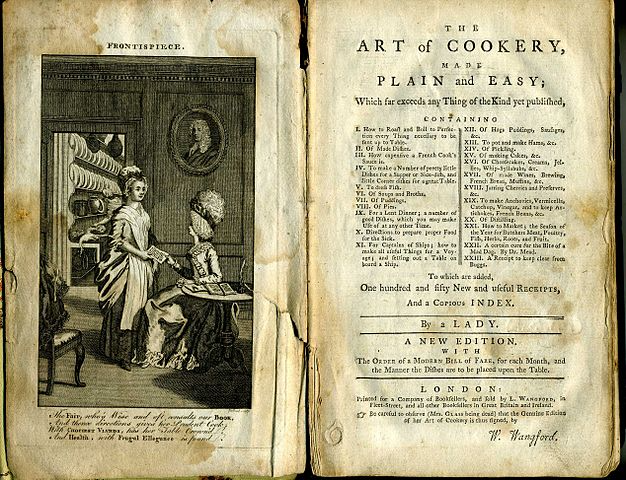 FRONTISPIECE.
The FAIR, who's Wise and oft consults our BOOK,
And thence directions gives her Prudent Cook,
With CHOICEST VIANDS, has her Table Crown'd,
And Health, with Frugal Ellegance is found.
THE
ART of COOKERY,
MADE
PLAIN and EASY;
Which far exceeds any Thing of the Kind yet published,
CONTAINING
I. How to Roast and Boil to Perfec-
tion every Thing necessary to be
sent up to Table.
II. Of Made Dishes.
III. How expensive a French Cook's
Sauce is.
IV. To make a Number of pretty little
Dishes for a Supper or Side-dish, and
little Corner dishes for a great Table.
V. To dress Fish.
VI. Of Soups and Broths.
VII. Of Puddings.
VIII. Of Pies.
IX. For a Lent Dinner; a number of
good Dishes, which you may make
Use of at any other Time.
X. Directions to prepare proper Food
for the Sick.
XI. For Captains of Ships; how to
make all useful Things for a Voy-
age; and setting out a Table on
board a Ship.
XII. Of Hogs Puddings, Sausages,
&c.
XIII. To pot and make Hams, &c.
XIV. Of Pickling.
XV. Of making Cakes, &c.
XVI. Of Cheesecakes, Creams, Jel-
lies, Whip-Syllabubs, &c.
XVII. Of made Wines, Brewing,
French Bread, Muffins, &c.
XVIII. Jarring Cherries and Preserves,
&c.
XIX. To make Anchovies, Vermicella,
Catchup, Vinegar, and to keep Ar-
tichokes, French Beans, &c.
XX. Of Distilling.
XXI. How to Market; the Season of
the Year for Butchers Meat, Poultry,
Fish, Herbs, Roots, and Fruit.
XXII. A certain cure for the Bite of a
Mad Dog. By Dr. Mead.
XXIII. A Receipt to keep clear from
Buggs.
To which are added,
One hundred and fifty New and useful RECEIPTS,
And a Copious INDEX.
By a LADY.
A NEW EDITION,
WITH
The ORDER of a MODERN BILL of FARE, for each Month, and
the Manner the Dishes are to be placed upon the Table.
LONDON:
Printed for a Company of Booksellers, and sold by L. WANGFORD, in
Fleet-Street, and all other Booksellers in Great Britain and Ireland.
☞ Be careful to observe (Mrs. GLASS being dead) that the Genuine Edition
of her Art of Cookery is thus signed, by
W. Wangford.